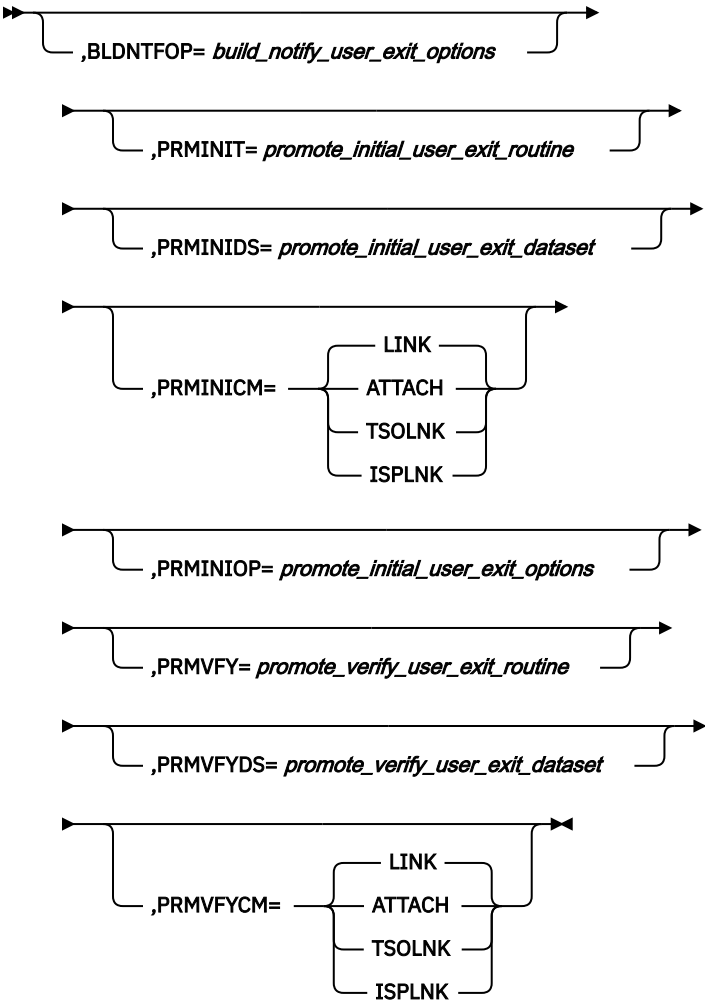 ,BLDNTFOP= build_notify_user_exit_options
,PRMINIT= promote_initial_user_exit_routine
,PRMINIDS= promote_initial_user_exit_dataset
LINK
,PRMINICM= ATTACH
TSOLNK
ISPLNK
,PRMINIOP= promote_initial_user_exit_options
,PRMVFY= promote_verify_user_exit_routine
,PRMVFYDS= promote_verify_user_exit_dataset
LINK
,PRMVFYCM= ATTACH
TSOLNK
ISPLNK